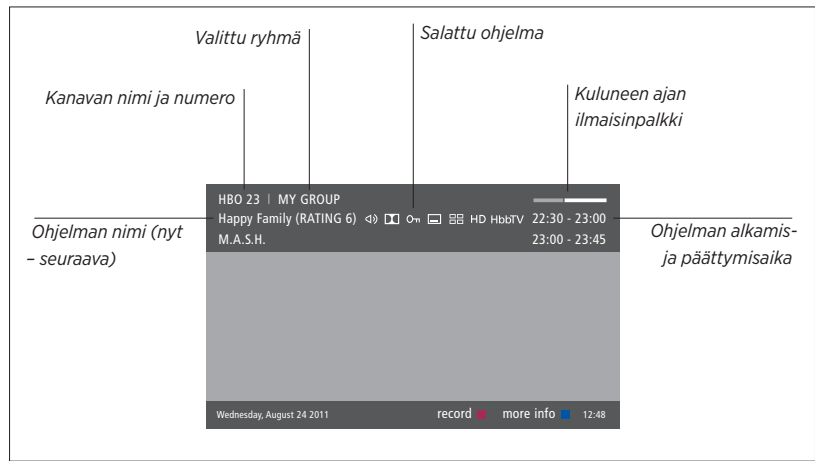 Valittu ryhmä
Salattu ohjelma
Kanavan nimi ja numero
Kuluneen ajan
ilmaisinpalkki
HBO 23 | MY GROUP
Happy Family (RATING 6) HD HbbTV 22:30 - 23:00
M.A.S.H. 23:00 - 23:45
Ohjelman nimi (nyt
– seuraava)
Ohjelman alkamis-
ja päättymisaika
Wednesday, August 24 2011 record more info 12:48